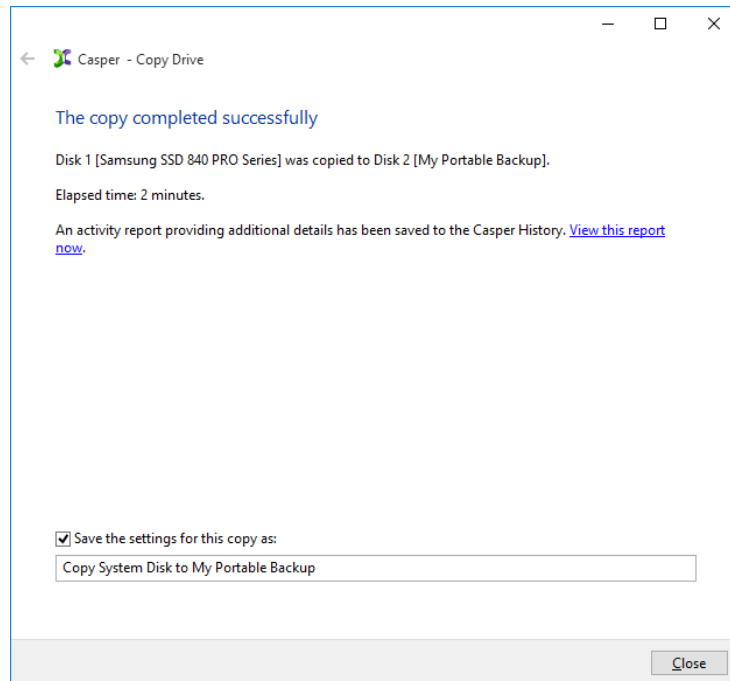 Casper - Copy Drive
The copy completed successfully
Disk 1 [Samsung SSD 840 PRO Series] was copied to Disk 2 [My Portable Backup].
Elapsed time: 2 minutes.
An activity report providing additional details has been saved to the Casper History. View this report
now.
Save the settings for this copy as:
Copy System Disk to My Portable Backup
Close